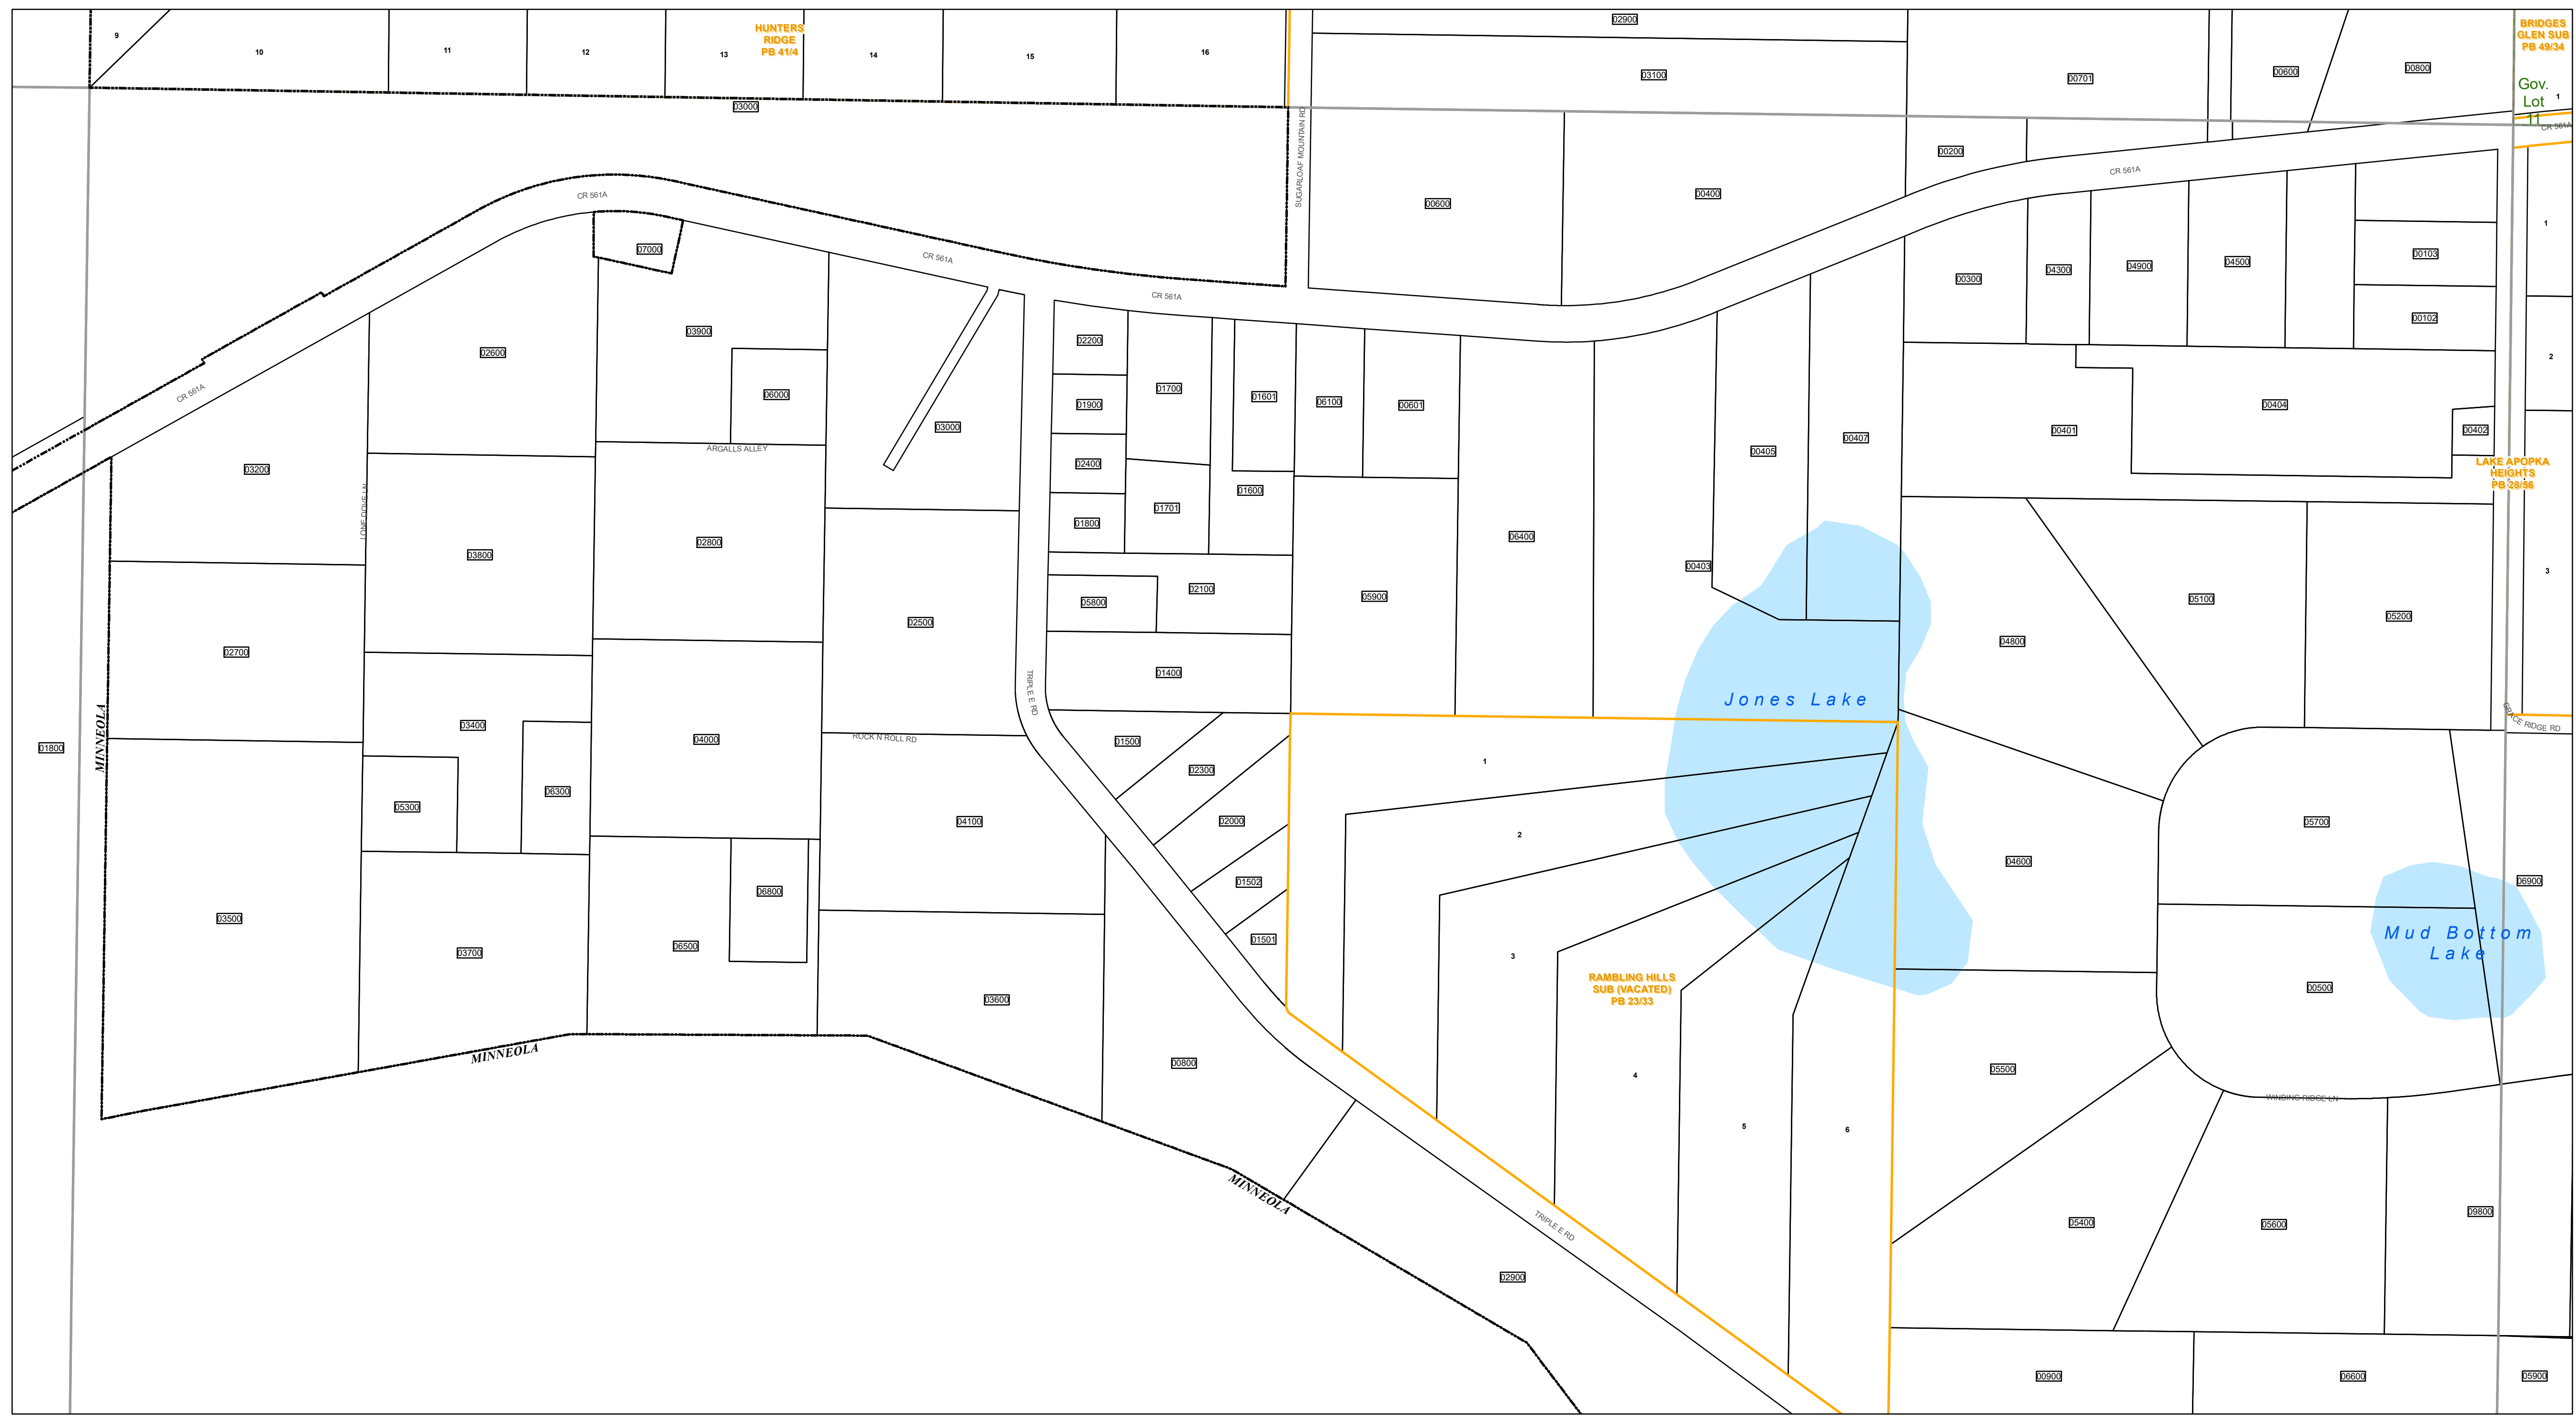 HUNTERS
RIDGE
PB 41/4
BRIDGES
GLEN SUB
PB 49/34
Gov.
Lot
11
9
10
11
12
13
14
15
16
02900
03100
00701
00600
00800
1
CR 561A
03000
SUGARLOAF MOUNTAIN RD
00600
00400
00200
CR 561A
CR 561A
07000
CR 561A
CR 561A
CR 561A
00300
04300
04900
04500
00103
00102
1
2
3
02600
03900
06000
03000
02200
01900
02400
01800
01700
01701
01601
01600
06100
00601
00405
00407
00401
00404
00402
LAKE APOPKA
HEIGHTS
PB 28/56
03200
LONE DOVE LN
ARGALLS ALLEY
03800
02800
02500
06400
00403
05900
02100
05800
01400
04800
05100
05200
02700
MINNEOLA
01800
03400
05300
06300
04000
ROCK N ROLL RD
TRIPLE E RD
04100
01500
02300
02000
01502
01501
Jones Lake
GRACE RIDGE RD
1
2
3
4
5
6
RAMBLING HILLS
SUB (VACATED)
PB 23/33
04600
05700
06900
Mud Bottom
Lake
00500
03500
03700
06500
06800
03600
00800
MINNEOLA
MINNEOLA
05500
WINDING RIDGE LN
05400
05600
09800
TRIPLE E RD
02900
00900
06600
05900